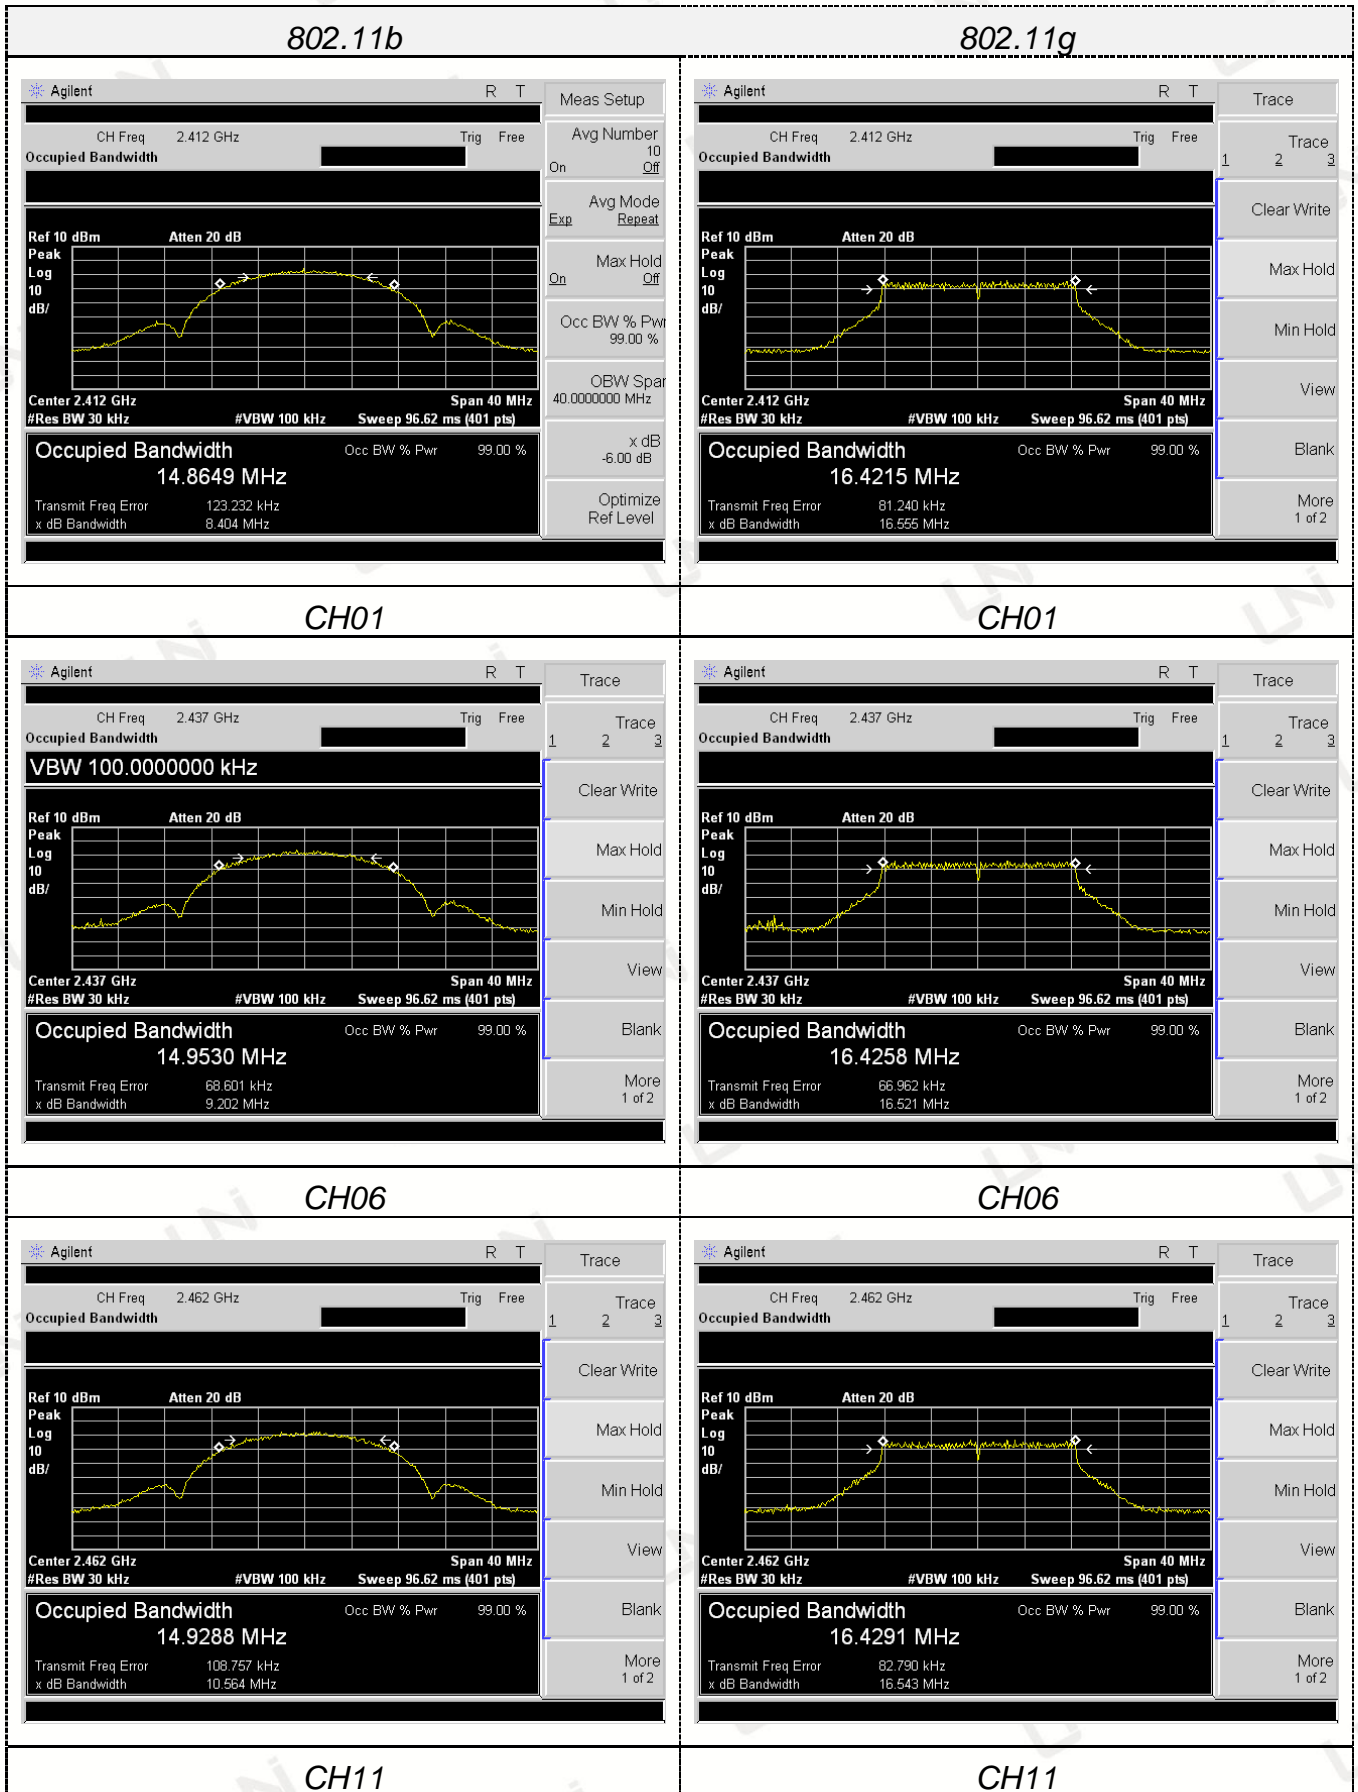 802.11b
802.11g
Agilent R T
Meas Setup
CH Freq 2.412 GHz Trig Free
Occupied Bandwidth
Avg Number
10
On Off
Avg Mode
Exp Repeat
Max Hold
On Off
Occ BW % Pwr
99.00 %
OBW Span
40.0000000 MHz
x dB
-6.00 dB
Optimize
Ref Level
Ref 10 dBm Atten 20 dB
Peak
Log
10
dB/
Center 2.412 GHz Span 40 MHz
#Res BW 30 kHz #VBW 100 kHz Sweep 96.62 ms (401 pts)
Occupied Bandwidth Occ BW % Pwr 99.00 %
14.8649 MHz
Transmit Freq Error 123.232 kHz
x dB Bandwidth 8.404 MHz
Agilent R T
Trace
CH Freq 2.412 GHz Trig Free
Occupied Bandwidth
Trace
1 2 3
Clear Write
Max Hold
Min Hold
View
Blank
More
1 of 2
Ref 10 dBm Atten 20 dB
Peak
Log
10
dB/
Center 2.412 GHz Span 40 MHz
#Res BW 30 kHz #VBW 100 kHz Sweep 96.62 ms (401 pts)
Occupied Bandwidth Occ BW % Pwr 99.00 %
16.4215 MHz
Transmit Freq Error 81.240 kHz
x dB Bandwidth 16.555 MHz
CH01
CH01
Agilent R T
Trace
CH Freq 2.437 GHz Trig Free
Occupied Bandwidth
VBW 100.0000000 kHz
Trace
1 2 3
Clear Write
Max Hold
Min Hold
View
Blank
More
1 of 2
Ref 10 dBm Atten 20 dB
Peak
Log
10
dB/
Center 2.437 GHz Span 40 MHz
#Res BW 30 kHz #VBW 100 kHz Sweep 96.62 ms (401 pts)
Occupied Bandwidth Occ BW % Pwr 99.00 %
14.9530 MHz
Transmit Freq Error 68.601 kHz
x dB Bandwidth 9.202 MHz
Agilent R T
Trace
CH Freq 2.437 GHz Trig Free
Occupied Bandwidth
Trace
1 2 3
Clear Write
Max Hold
Min Hold
View
Blank
More
1 of 2
Ref 10 dBm Atten 20 dB
Peak
Log
10
dB/
Center 2.437 GHz Span 40 MHz
#Res BW 30 kHz #VBW 100 kHz Sweep 96.62 ms (401 pts)
Occupied Bandwidth Occ BW % Pwr 99.00 %
16.4258 MHz
Transmit Freq Error 66.962 kHz
x dB Bandwidth 16.521 MHz
CH06
CH06
Agilent R T
Trace
CH Freq 2.462 GHz Trig Free
Occupied Bandwidth
Trace
1 2 3
Clear Write
Max Hold
Min Hold
View
Blank
More
1 of 2
Ref 10 dBm Atten 20 dB
Peak
Log
10
dB/
Center 2.462 GHz Span 40 MHz
#Res BW 30 kHz #VBW 100 kHz Sweep 96.62 ms (401 pts)
Occupied Bandwidth Occ BW % Pwr 99.00 %
14.9288 MHz
Transmit Freq Error 108.757 kHz
x dB Bandwidth 10.564 MHz
Agilent R T
Trace
CH Freq 2.462 GHz Trig Free
Occupied Bandwidth
Trace
1 2 3
Clear Write
Max Hold
Min Hold
View
Blank
More
1 of 2
Ref 10 dBm Atten 20 dB
Peak
Log
10
dB/
Center 2.462 GHz Span 40 MHz
#Res BW 30 kHz #VBW 100 kHz Sweep 96.62 ms (401 pts)
Occupied Bandwidth Occ BW % Pwr 99.00 %
16.4291 MHz
Transmit Freq Error 82.790 kHz
x dB Bandwidth 16.543 MHz
CH11
CH11